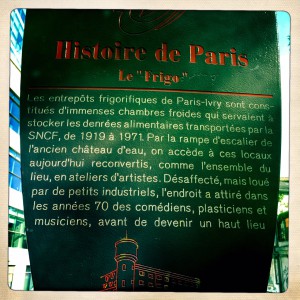 Histoire de Paris
Le "Frigo"
Les entrepôts frigorifiques de Paris-Ivry sont cons-
titués d'immenses chambres froides qui servaient à
stocker les denrées alimentaires transportées par la
SNCF, de 1919 à 1971. Par la rampe d'escalier de
l'ancien château d'eau, on accède à ces locaux
aujourd'hui reconvertis, comme l'ensemble du
lieu, en ateliers d'artistes. Désaffecté, mais loué
par de petits industriels, l'endroit a attiré dans
les années 70 des comédiens, plasticiens et
musiciens, avant de devenir un haut lieu